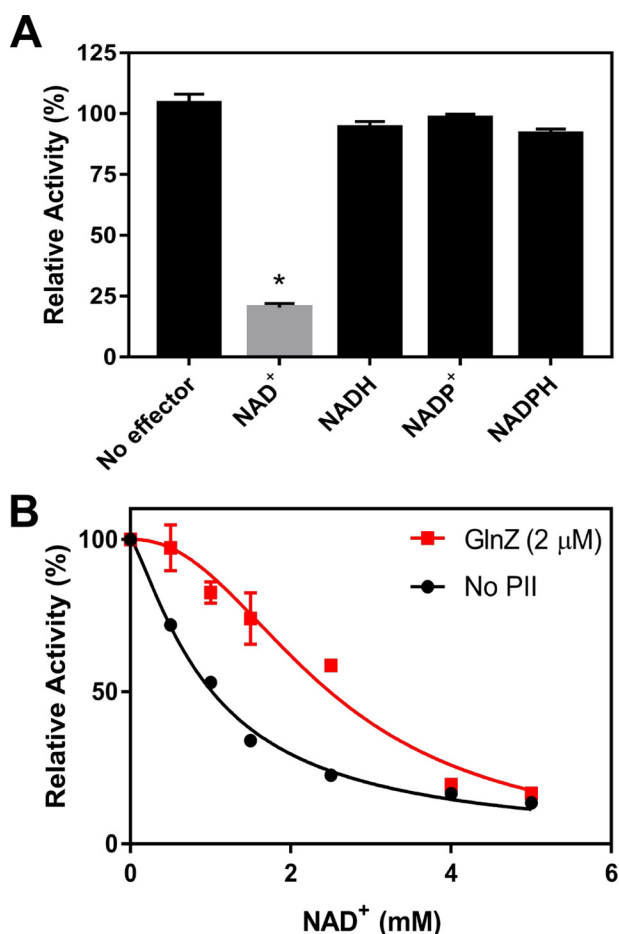 A
125
100
75
50
25
0
Relative Activity (%)
*
No effector
NAD⁺
NADH
NADP⁺
NADPH
B
100
50
0
Relative Activity (%)
GlnZ (2 μM)
No PII
0
2
4
6
NAD⁺ (mM)